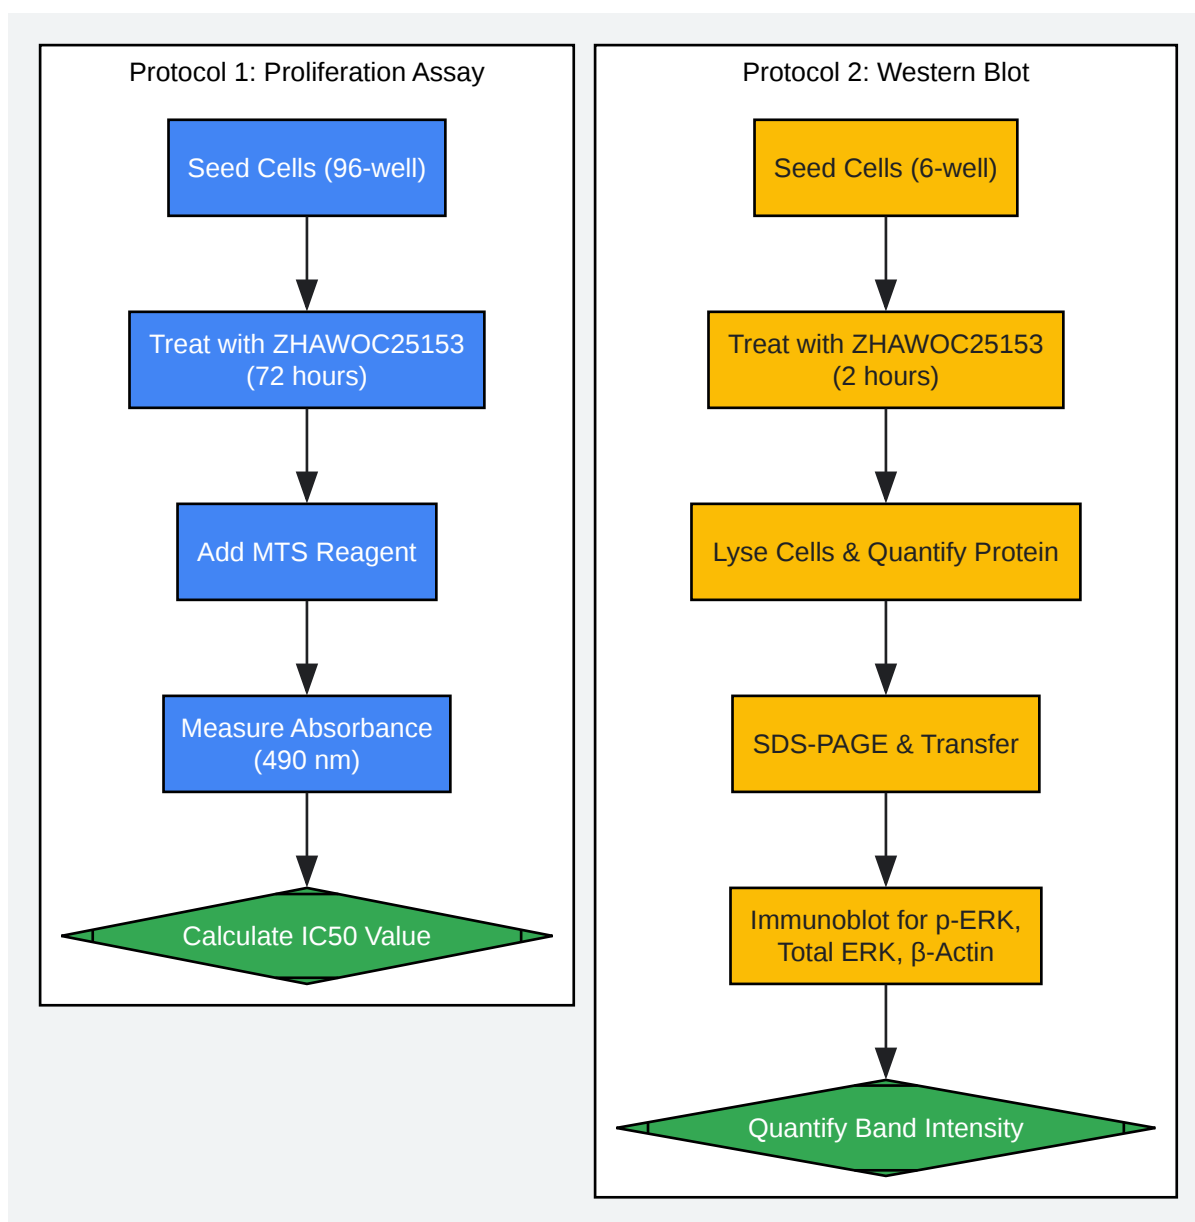 Protocol 1: Proliferation Assay
Seed Cells (96-well)
Treat with ZHAWOC25153
(72 hours)
Add MTS Reagent
Measure Absorbance
(490 nm)
Calculate IC50 Value
Protocol 2: Western Blot
Seed Cells (6-well)
Treat with ZHAWOC25153
(2 hours)
Lyse Cells & Quantify Protein
SDS-PAGE & Transfer
Immunoblot for p-ERK,
Total ERK, β-Actin
Quantify Band Intensity